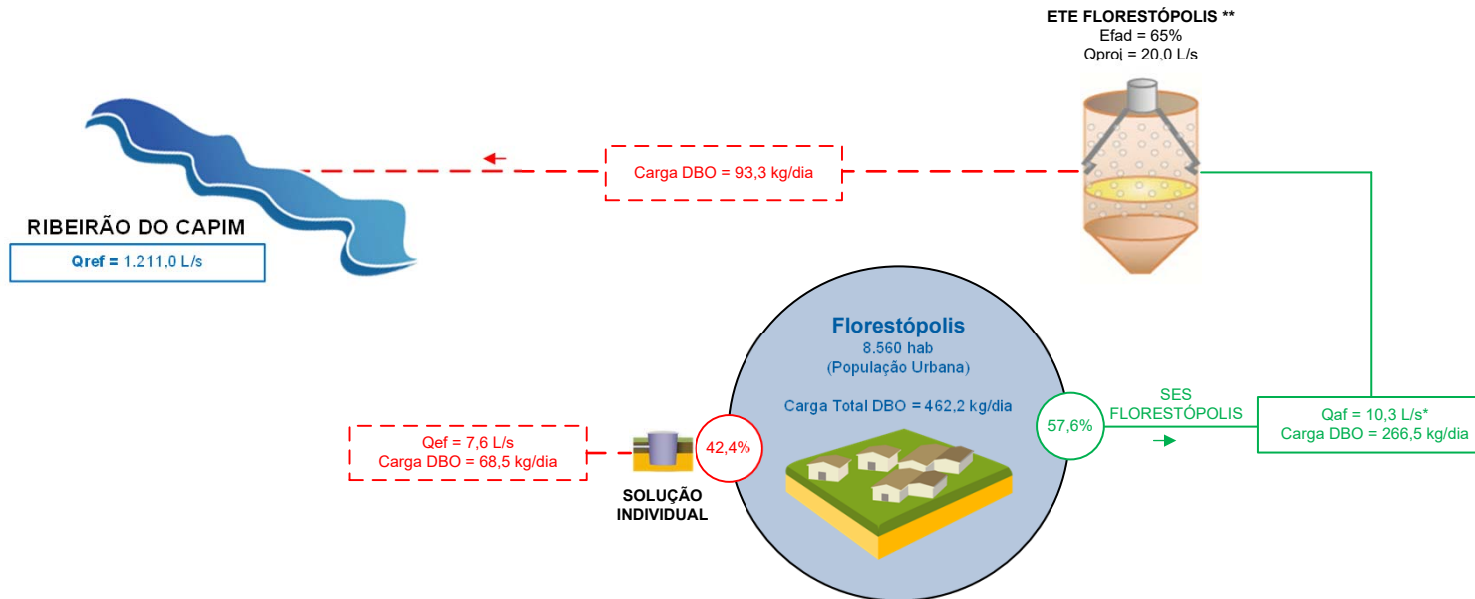 ETE FLORESTÓPOLIS **
Efad = 65%
Qproj = 20,0 L/s
Carga DBO = 93,3 kg/dia
RIBEIRÃO DO CAPIM
Qref = 1.211,0 L/s
Florestópolis
8.560 hab
(População Urbana)
Carga Total DBO = 462,2 kg/dia
57,6%
SES
FLORESTÓPOLIS
Qaf = 10,3 L/s*
Carga DBO = 266,5 kg/dia
42,4%
Qef = 7,6 L/s
Carga DBO = 68,5 kg/dia
SOLUÇÃO
INDIVIDUAL